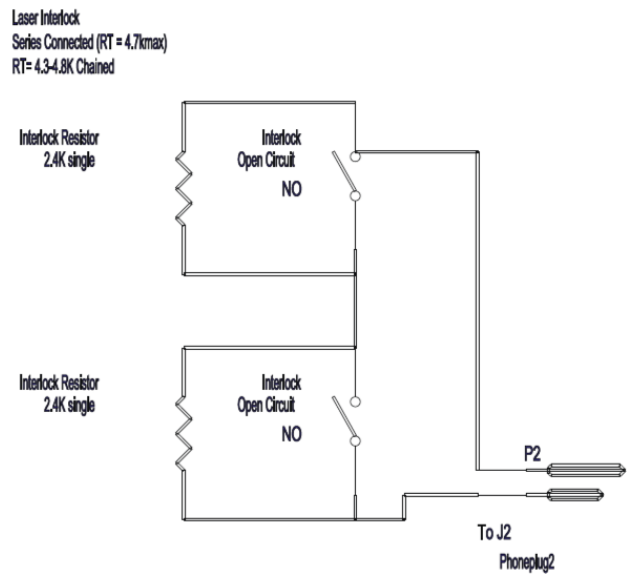 Laser Interlock
Series Connected (RT = 4.7kmax)
RT= 4.3-4.8K Chained
Interlock Resistor
2.4K single
Interlock
Open Circuit
NO
Interlock Resistor
2.4K single
Interlock
Open Circuit
NO
P2
To J2
Phoneplug2